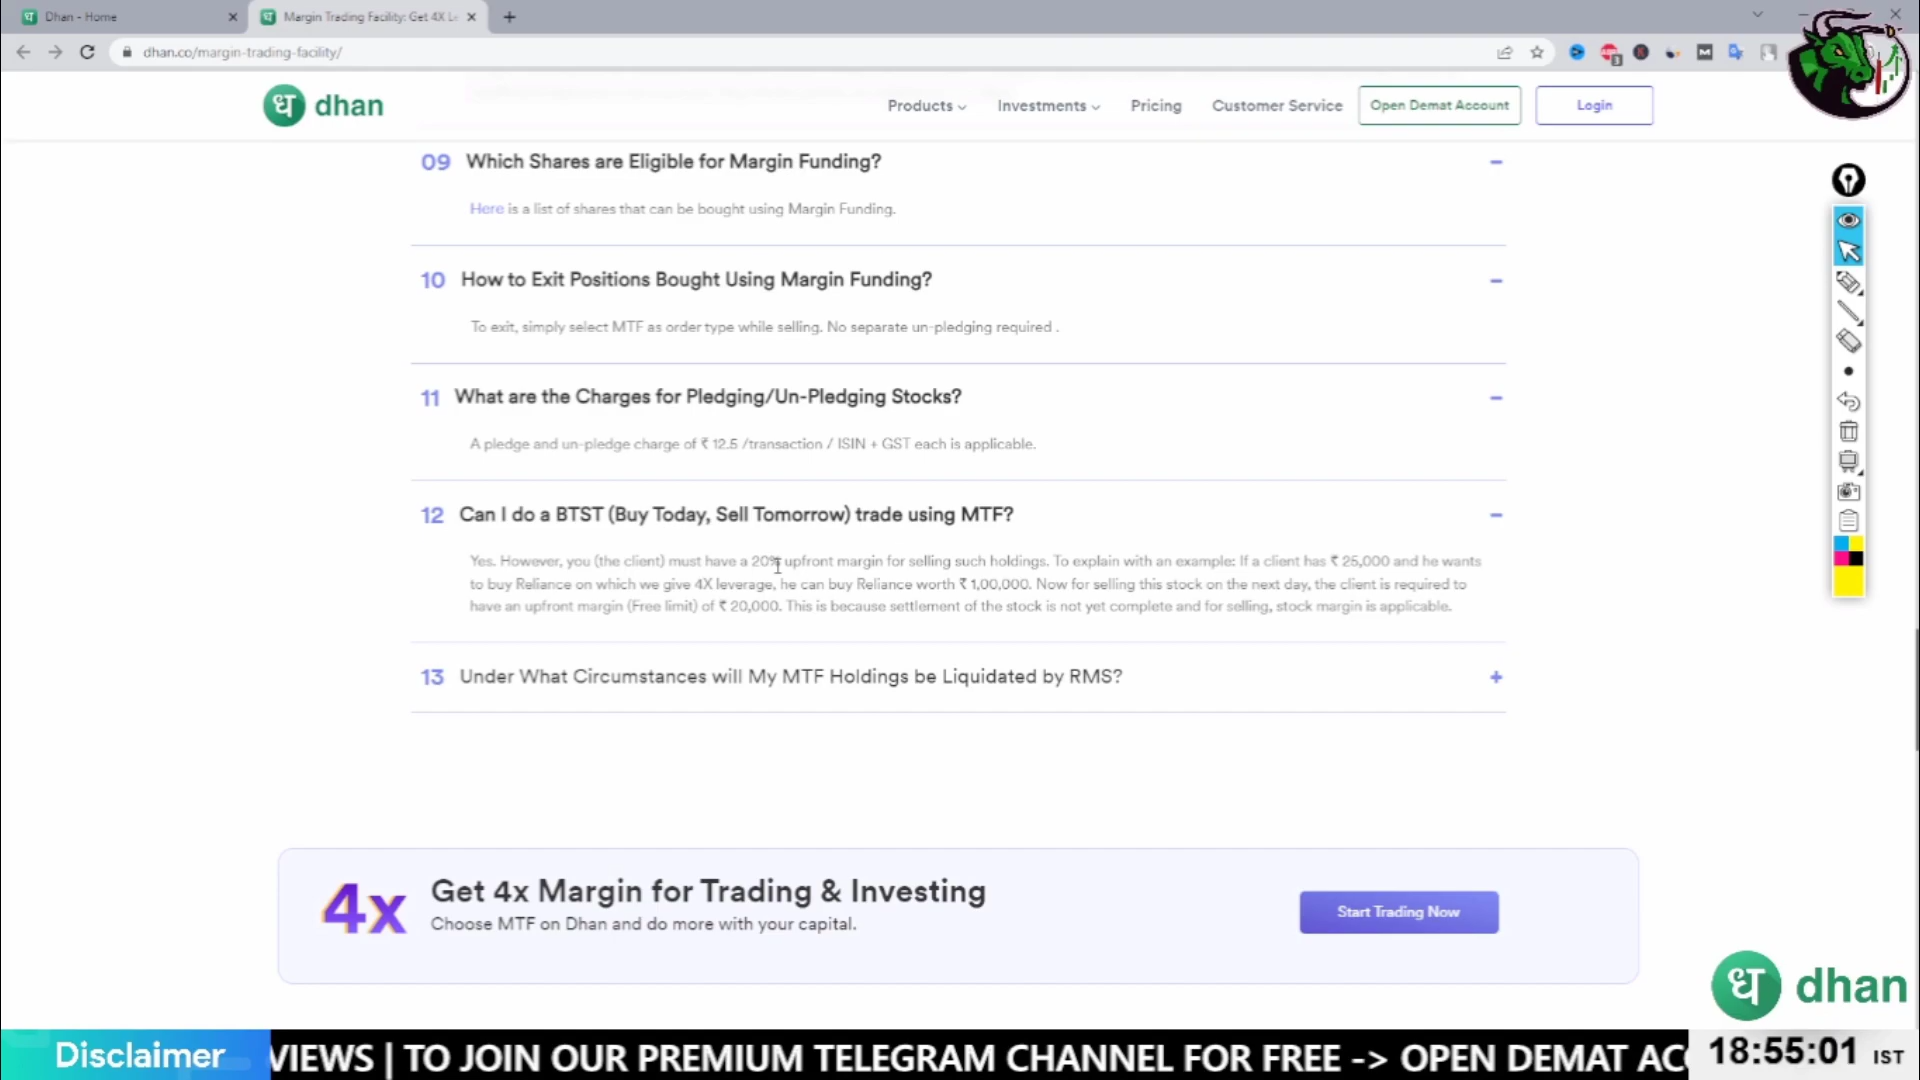 Dhan - Home
Margin Trading Facility: Get 4X Le
dhan.co/margin-trading-facility/
ध dhan
Products
Investments
Pricing
Customer Service
Open Demat Account
Login
09 Which Shares are Eligible for Margin Funding?
Here is a list of shares that can be bought using Margin Funding.
10 How to Exit Positions Bought Using Margin Funding?
To exit, simply select MTF as order type while selling. No separate un-pledging required .
11 What are the Charges for Pledging/Un-Pledging Stocks?
A pledge and un-pledge charge of ₹ 12.5 /transaction / ISIN + GST each is applicable.
12 Can I do a BTST (Buy Today, Sell Tomorrow) trade using MTF?
Yes. However, you (the client) must have a 20% upfront margin for selling such holdings. To explain with an example: If a client has ₹ 25,000 and he wants
to buy Reliance on which we give 4X leverage, he can buy Reliance worth ₹ 1,00,000. Now for selling this stock on the next day, the client is required to
have an upfront margin (Free limit) of ₹ 20,000. This is because settlement of the stock is not yet complete and for selling, stock margin is applicable.
13 Under What Circumstances will My MTF Holdings be Liquidated by RMS?
4x
Get 4x Margin for Trading & Investing
Choose MTF on Dhan and do more with your capital.
Start Trading Now
ध dhan
Disclaimer
VIEWS | TO JOIN OUR PREMIUM TELEGRAM CHANNEL FOR FREE -> OPEN DEMAT AC
18:55:01 IST